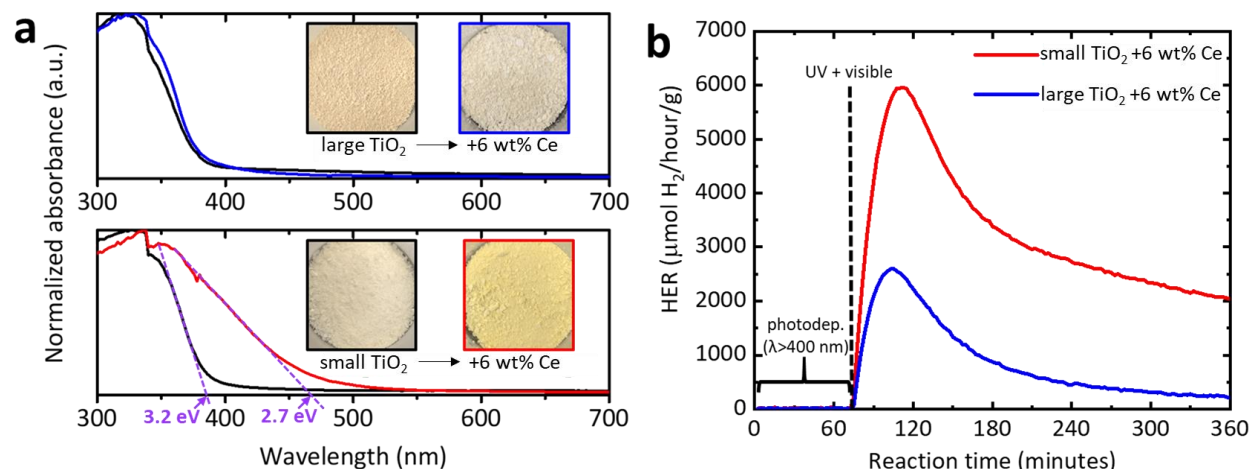 a
Normalized absorbance (a.u.)
large TiO₂ → +6 wt% Ce
300 400 500 600 700
small TiO₂ → +6 wt% Ce
3.2 eV 2.7 eV
300 400 500 600 700
Wavelength (nm)
b
HER (µmol H₂/hour/g)
7000
6000
5000
4000
3000
2000
1000
0
small TiO₂ +6 wt% Ce
large TiO₂ +6 wt% Ce
UV + visible
photodep.
(λ>400 nm)
0 60 120 180 240 300 360
Reaction time (minutes)